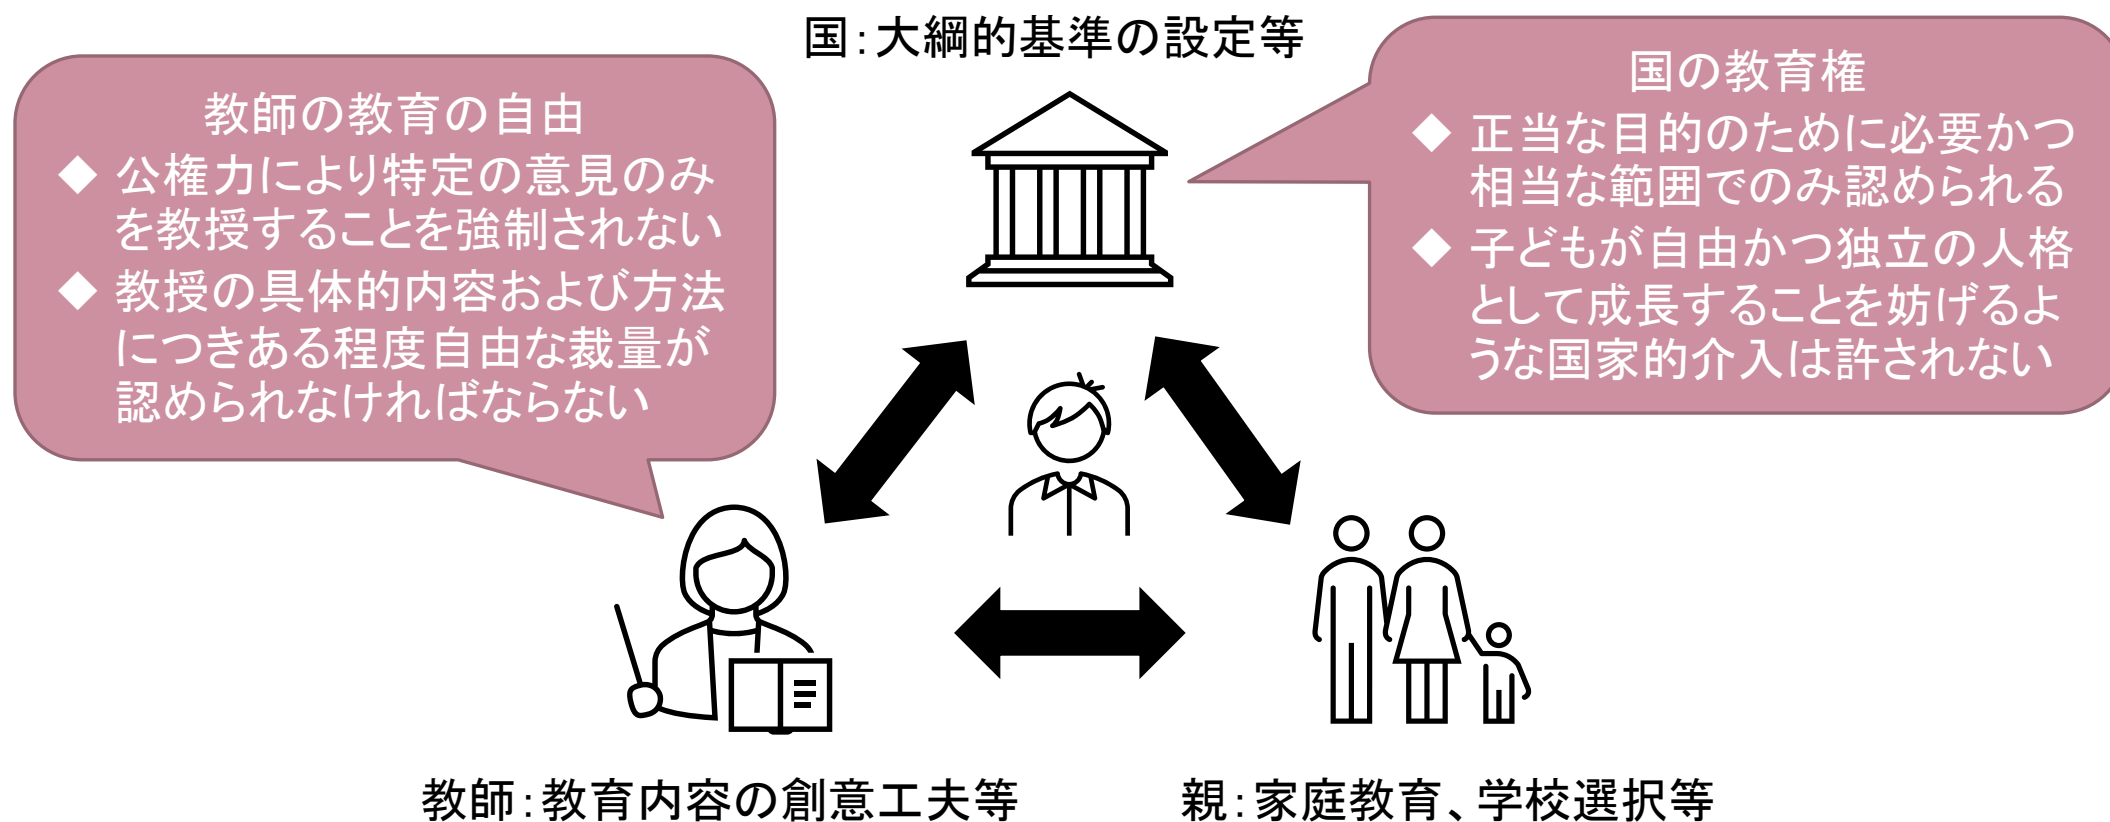 国：大綱的基準の設定等
教師の教育の自由
◆ 公権力により特定の意見のみ
を教授することを強制されない
◆ 教授の具体的内容および方法
につきある程度自由な裁量が
認められなければならない
国の教育権
◆ 正当な目的のために必要かつ
相当な範囲でのみ認められる
◆ 子どもが自由かつ独立の人格
として成長することを妨げるよ
うな国家的介入は許されない
教師：教育内容の創意工夫等
親：家庭教育、学校選択等